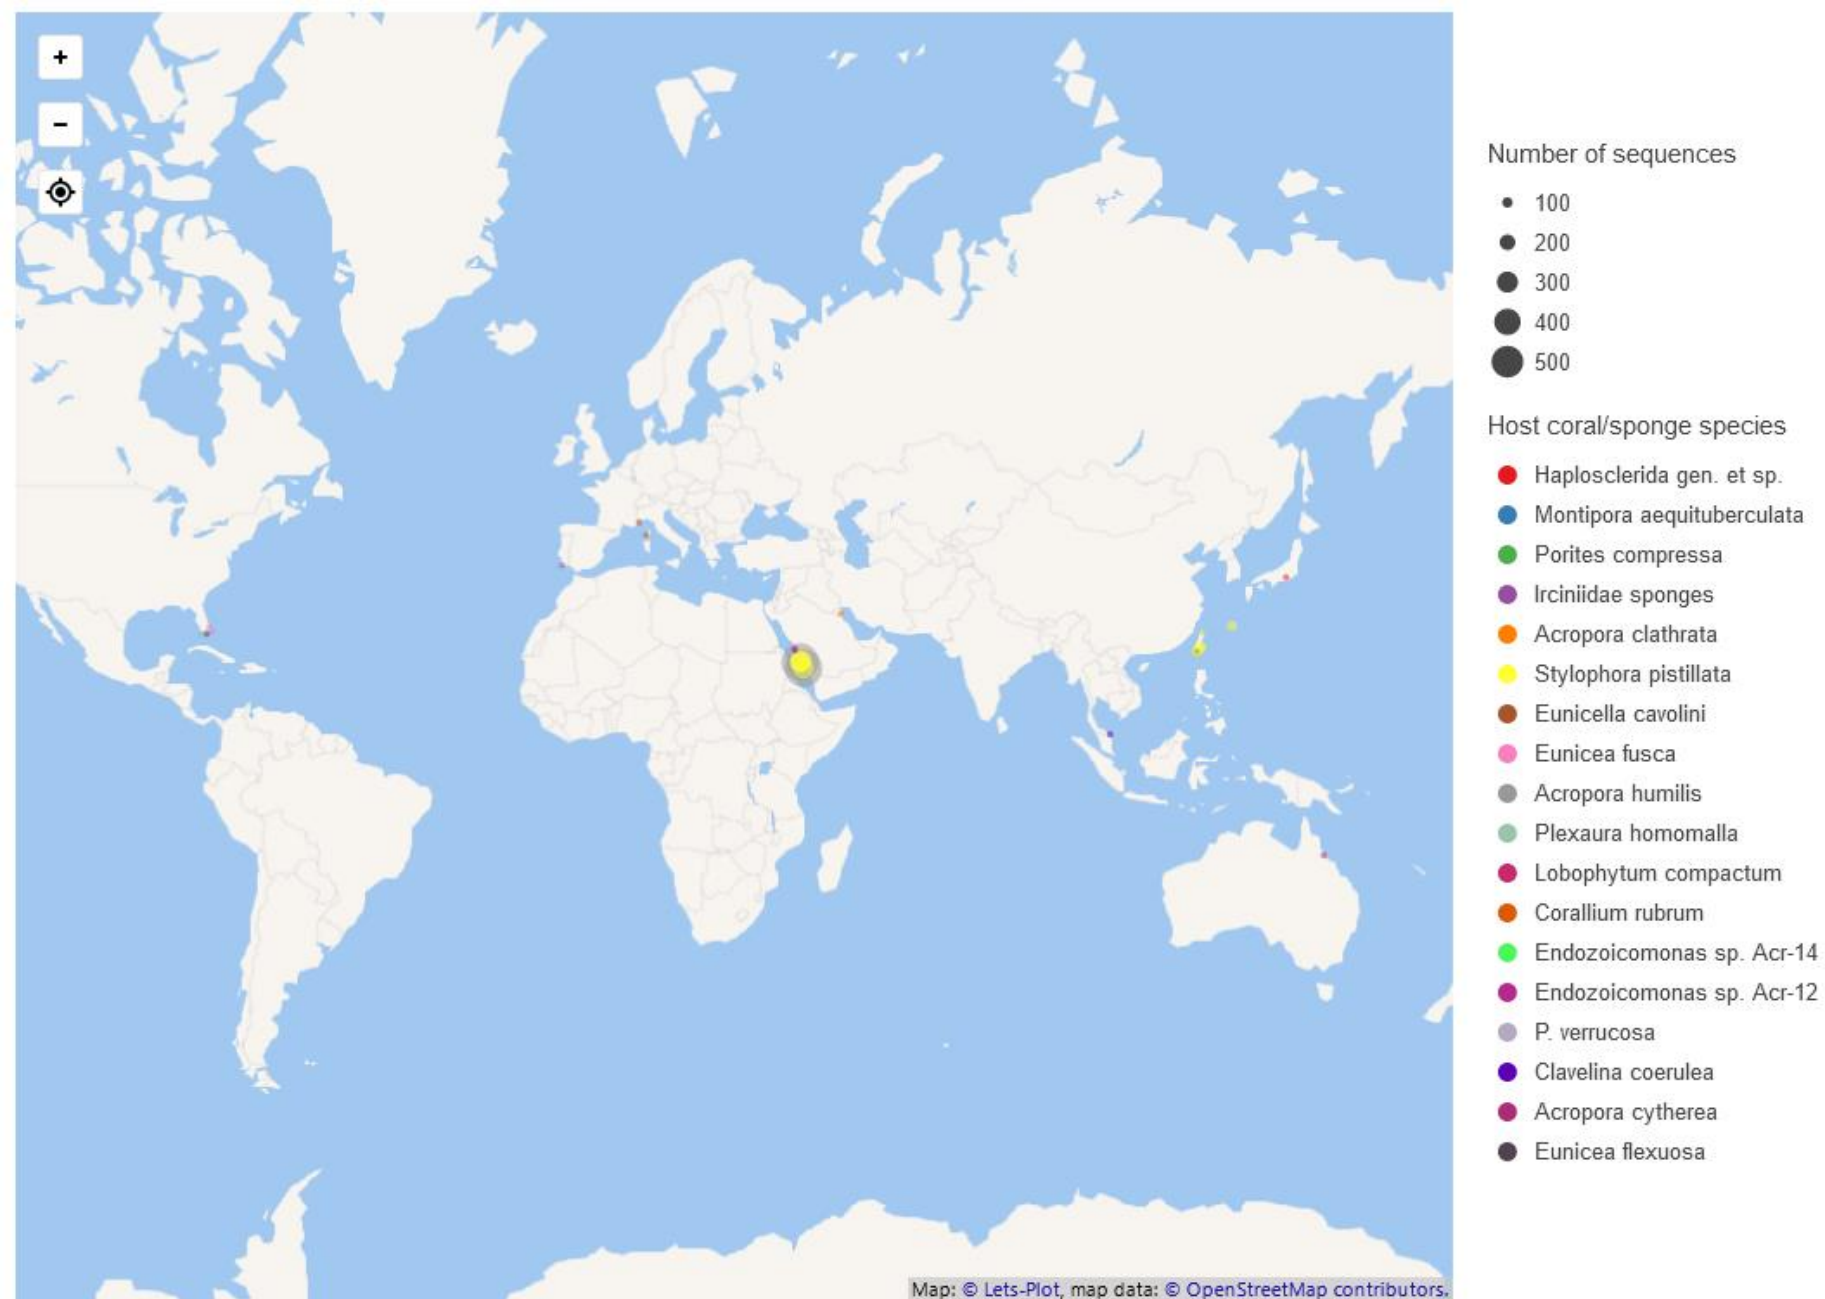 +
−
Number of sequences
100
200
300
400
500
Host coral/sponge species
Haplosclerida gen. et sp.
Montipora aequituberculata
Porites compressa
Irciniidae sponges
Acropora clathrata
Stylophora pistillata
Eunicella cavolini
Eunicea fusca
Acropora humilis
Plexaura homomalla
Lobophytum compactum
Corallium rubrum
Endozoicomonas sp. Acr-14
Endozoicomonas sp. Acr-12
P. verrucosa
Clavelina coerulea
Acropora cytherea
Eunicea flexuosa
Map: © Lets-Plot, map data: © OpenStreetMap contributors.